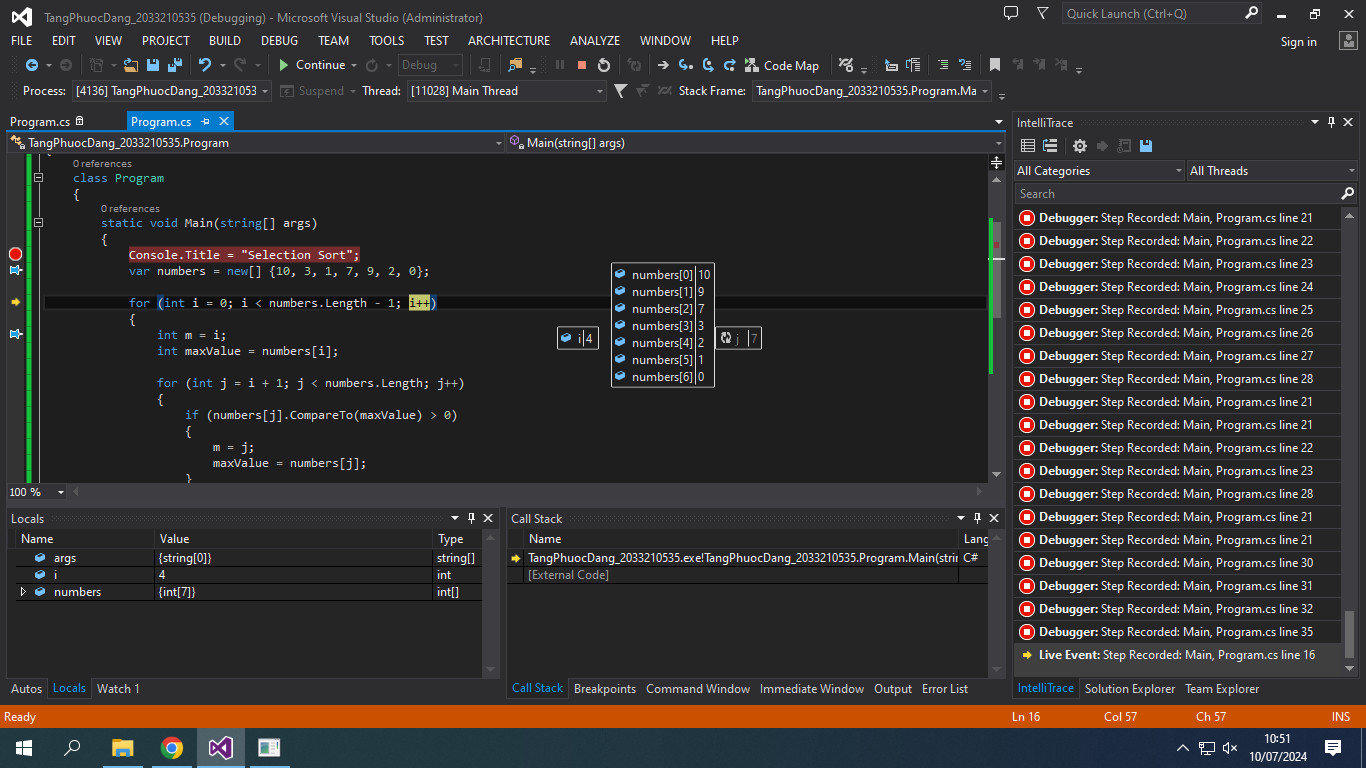 TangPhuocDang_2033210535 (Debugging) - Microsoft Visual Studio (Administrator)
Quick Launch (Ctrl+Q)
FILE EDIT VIEW PROJECT BUILD DEBUG TEAM TOOLS TEST ARCHITECTURE ANALYZE WINDOW HELP
Sign in
Continue Debug Code Map
Process: [4136] TangPhuocDang_20332105З Suspend Thread: [11028] Main Thread Stack Frame: TangPhuocDang_2033210535.Program.Ma
Program.cs Program.cs
TangPhuocDang_2033210535.Program Main(string[] args)
0 references
class Program
{
0 references
static void Main(string[] args)
{
Console.Title = "Selection Sort";
var numbers = new[] {10, 3, 1, 7, 9, 2, 0};
for (int i = 0; i < numbers.Length - 1; i++)
{
int m = i;
int maxValue = numbers[i];
for (int j = i + 1; j < numbers.Length; j++)
{
if (numbers[j].CompareTo(maxValue) > 0)
{
m = j;
maxValue = numbers[j];
}
numbers[0] 10
numbers[1] 9
numbers[2] 7
numbers[3] 3
numbers[4] 2
numbers[5] 1
numbers[6] 0
i 4
j 7
100 %
IntelliTrace
All Categories All Threads
Search
Debugger: Step Recorded: Main, Program.cs line 21
Debugger: Step Recorded: Main, Program.cs line 22
Debugger: Step Recorded: Main, Program.cs line 23
Debugger: Step Recorded: Main, Program.cs line 24
Debugger: Step Recorded: Main, Program.cs line 25
Debugger: Step Recorded: Main, Program.cs line 26
Debugger: Step Recorded: Main, Program.cs line 27
Debugger: Step Recorded: Main, Program.cs line 28
Debugger: Step Recorded: Main, Program.cs line 21
Debugger: Step Recorded: Main, Program.cs line 21
Debugger: Step Recorded: Main, Program.cs line 22
Debugger: Step Recorded: Main, Program.cs line 23
Debugger: Step Recorded: Main, Program.cs line 28
Debugger: Step Recorded: Main, Program.cs line 21
Debugger: Step Recorded: Main, Program.cs line 21
Debugger: Step Recorded: Main, Program.cs line 30
Debugger: Step Recorded: Main, Program.cs line 31
Debugger: Step Recorded: Main, Program.cs line 32
Debugger: Step Recorded: Main, Program.cs line 35
Live Event: Step Recorded: Main, Program.cs line 16
IntelliTrace Solution Explorer Team Explorer
Locals
Name Value Type
args {string[0]} string[]
i 4 int
numbers {int[7]} int[]
Autos Locals Watch 1
Call Stack
Name Lang
TangPhuocDang_2033210535.exe!TangPhuocDang_2033210535.Program.Main(strin C#
[External Code]
Call Stack Breakpoints Command Window Immediate Window Output Error List
Ready Ln 16 Col 57 Ch 57 INS
10:51
10/07/2024